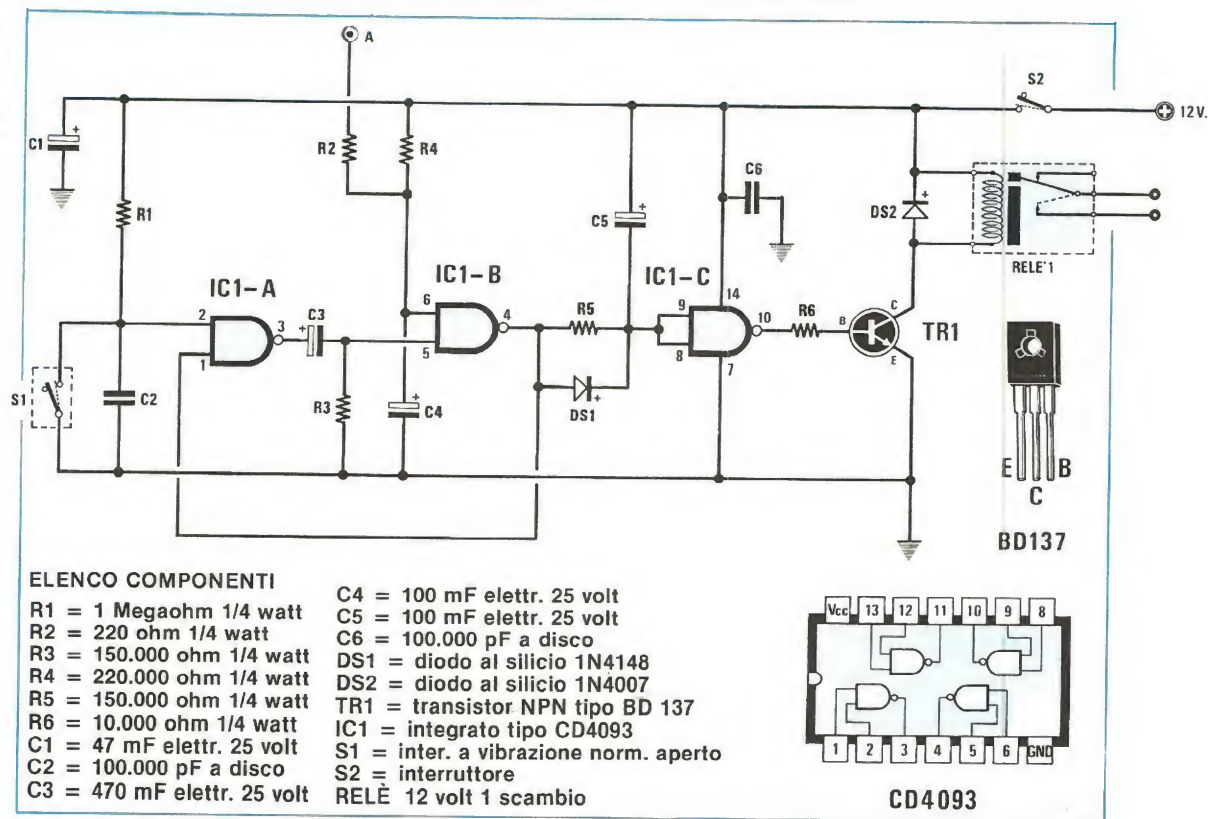 A
S2
12 V.
C1
R2
R4
C6
R1
C5
DS2
RELE'1
IC1-A
IC1-B
IC1-C
2
3
1
C3
6
5
4
R5
9
8
14
10
7
R6
B
C
E
TR1
S1
C2
R3
C4
DS1
E
B
C
BD137
ELENCO COMPONENTI
R1 = 1 Megaohm 1/4 watt
R2 = 220 ohm 1/4 watt
R3 = 150.000 ohm 1/4 watt
R4 = 220.000 ohm 1/4 watt
R5 = 150.000 ohm 1/4 watt
R6 = 10.000 ohm 1/4 watt
C1 = 47 mF elettr. 25 volt
C2 = 100.000 pF a disco
C3 = 470 mF elettr. 25 volt
C4 = 100 mF elettr. 25 volt
C5 = 100 mF elettr. 25 volt
C6 = 100.000 pF a disco
DS1 = diodo al silicio 1N4148
DS2 = diodo al silicio 1N4007
TR1 = transistor NPN tipo BD 137
IC1 = integrato tipo CD4093
S1 = inter. a vibrazione norm. aperto
S2 = interruttore
RELÈ 12 volt 1 scambio
Vcc 13 12 11 10 9 8
1 2 3 4 5 6 GND
CD4093